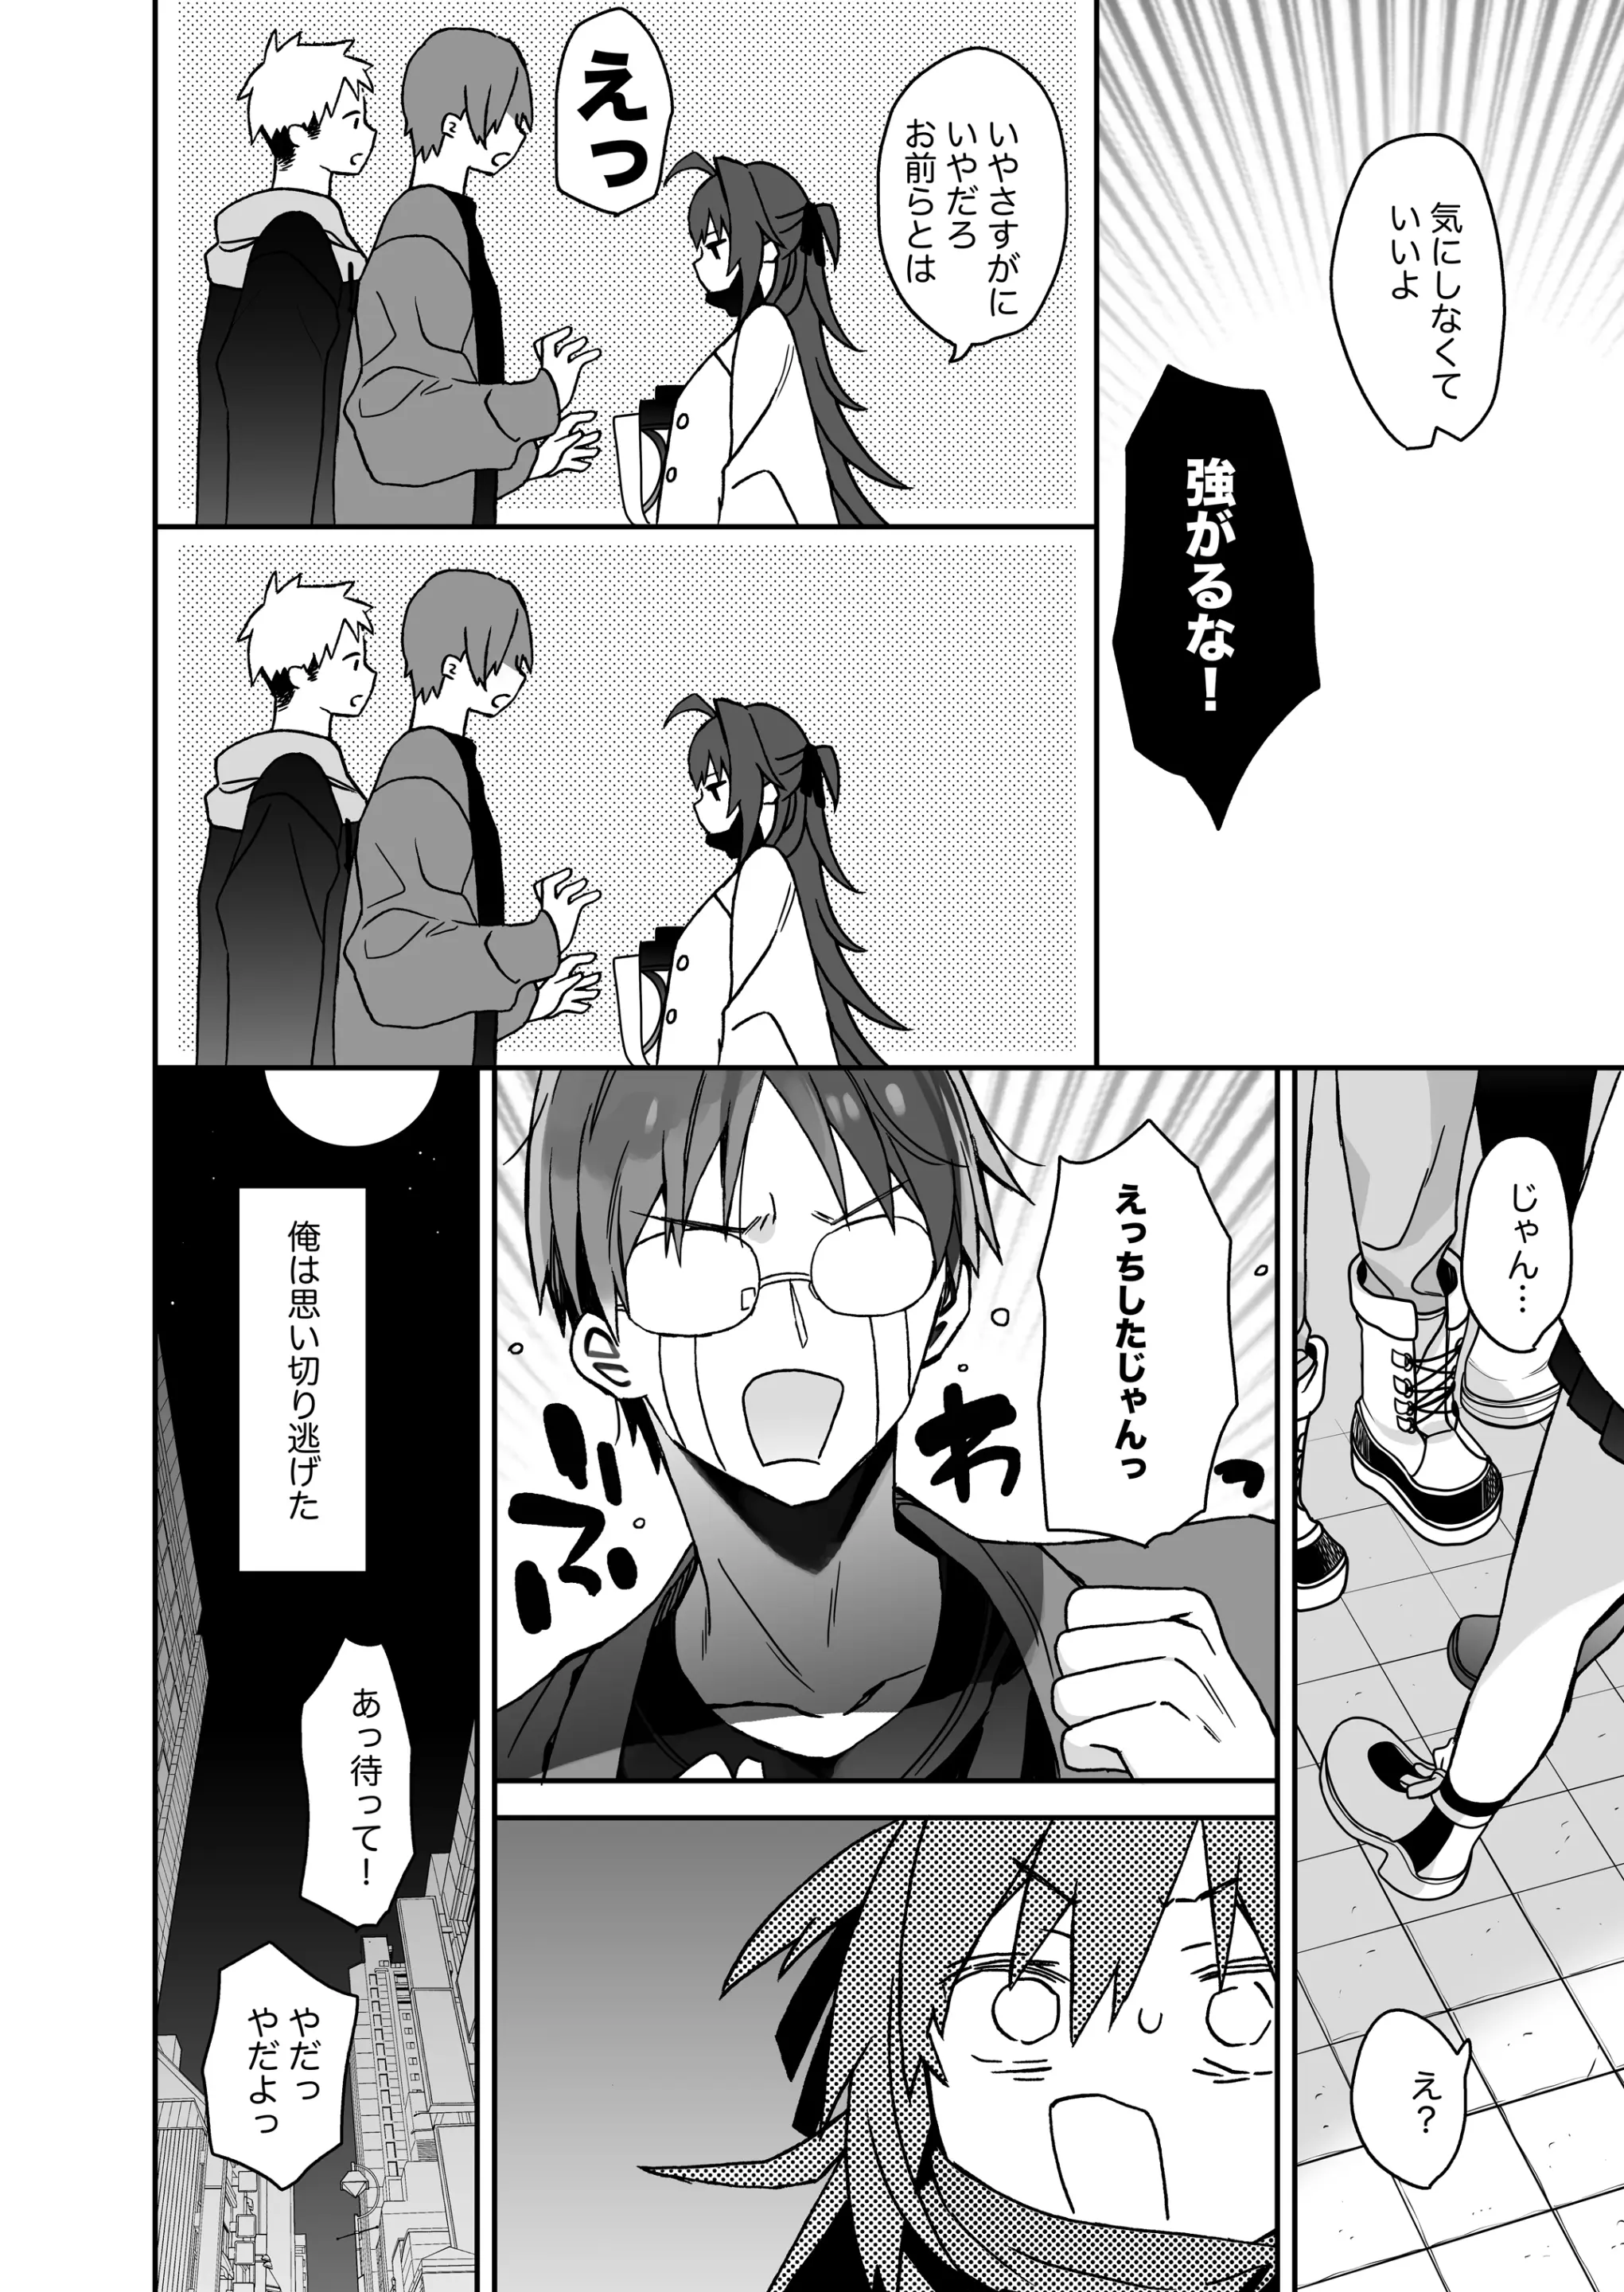 気にしなくて
いいよ
強がるな！
いやさすがに
いやだろ
お前らとは
えっ
じゃん…
え？
えっちしたじゃんっ
わっ
ぶ
俺は思い切り逃げた
あっ待って！
やだっ
やだよっ